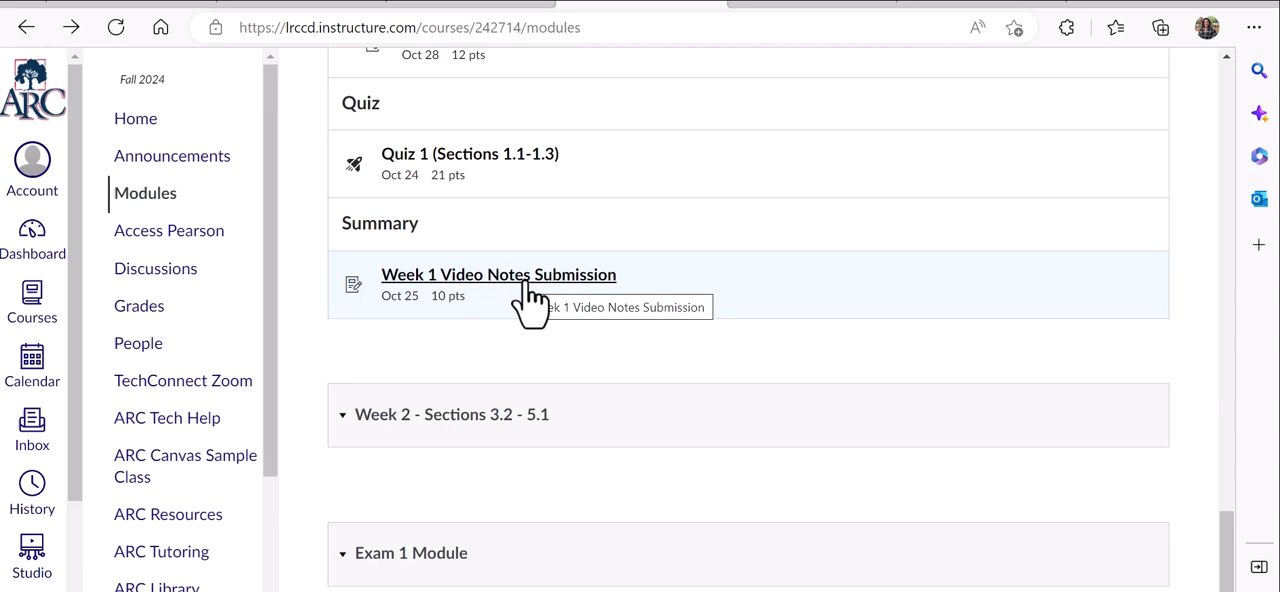 https://lrccd.instructure.com/courses/242714/modules
ARC
Account
Dashboard
Courses
Calendar
Inbox
History
Studio
Fall 2024
Home
Announcements
Modules
Access Pearson
Discussions
Grades
People
TechConnect Zoom
ARC Tech Help
ARC Canvas Sample
Class
ARC Resources
ARC Tutoring
ARC Library
Oct 28 12 pts
Quiz
Quiz 1 (Sections 1.1-1.3)
Oct 24 21 pts
Summary
Week 1 Video Notes Submission
Oct 25 10 pts
ek 1 Video Notes Submission
Week 2 - Sections 3.2 - 5.1
Exam 1 Module